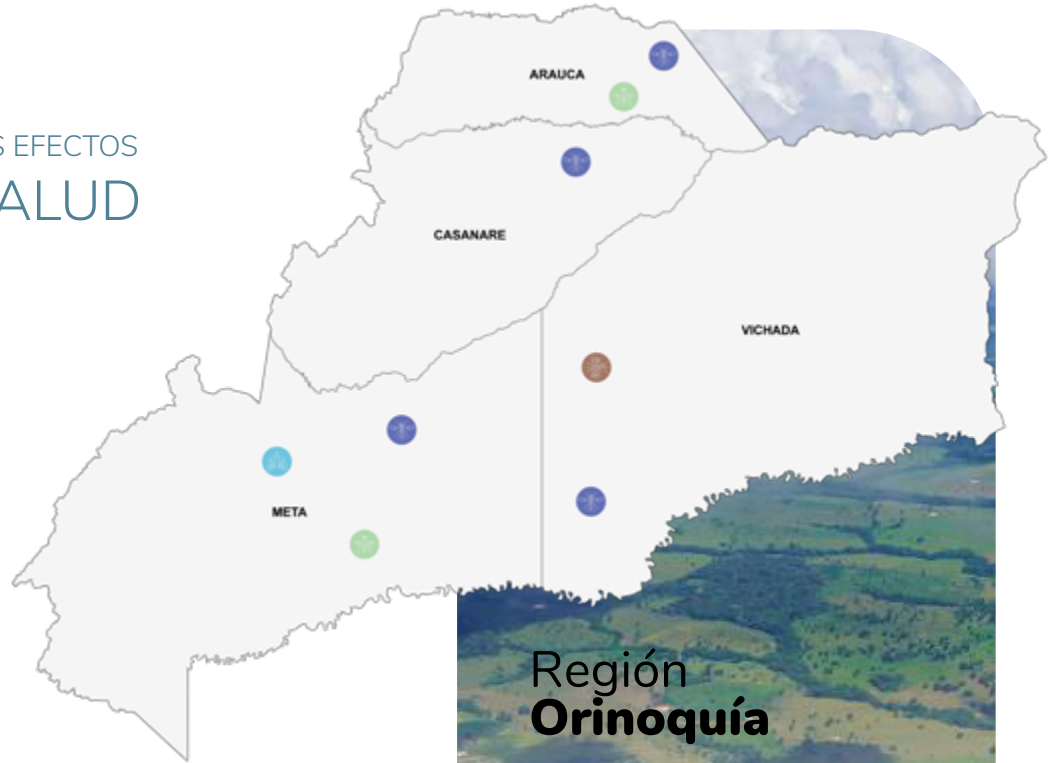 S EFECTOS
ALUD
ARAUCA
CASANARE
VICHADA
META
Región
Orinoquía